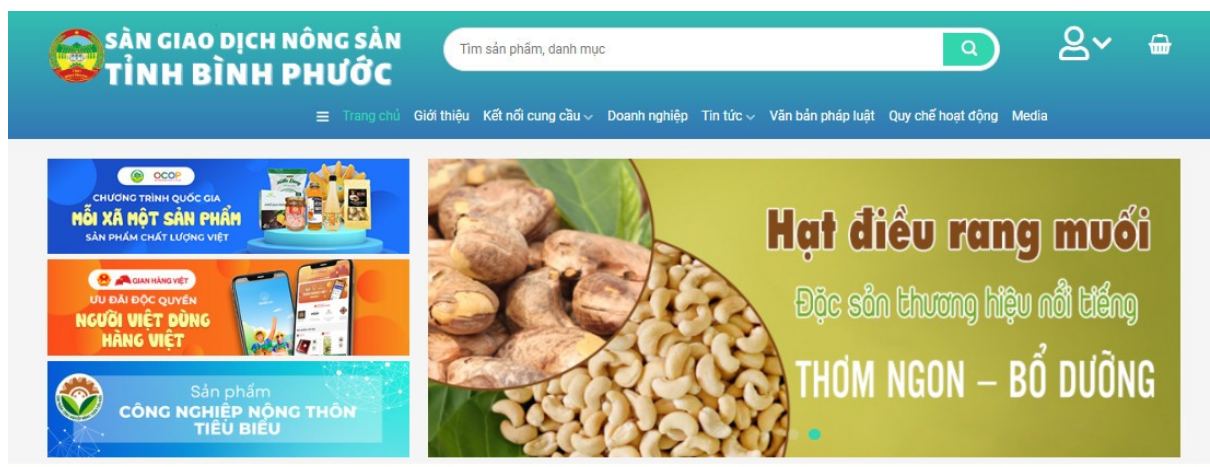 SÀN GIAO DỊCH NÔNG SẢN
TỈNH BÌNH PHƯỚC
Tìm sản phẩm, danh mục
Trang chủ Giới thiệu Kết nối cung cầu Doanh nghiệp Tin tức Văn bản pháp luật Quy chế hoạt động Media
OCOP
CHƯƠNG TRÌNH QUỐC GIA
MỖI XÃ MỘT SẢN PHẨM
SẢN PHẨM CHẤT LƯỢNG VIỆT
GIAN HÀNG VIỆT
ƯU ĐÃI ĐỘC QUYỀN
NGƯỜI VIỆT DÙNG
HÀNG VIỆT
Sản phẩm
CÔNG NGHIỆP NÔNG THÔN
TIÊU BIỂU
Hạt điều rang muối
Đặc sản thương hiệu nổi tiếng
THƠM NGON – BỔ DƯỠNG